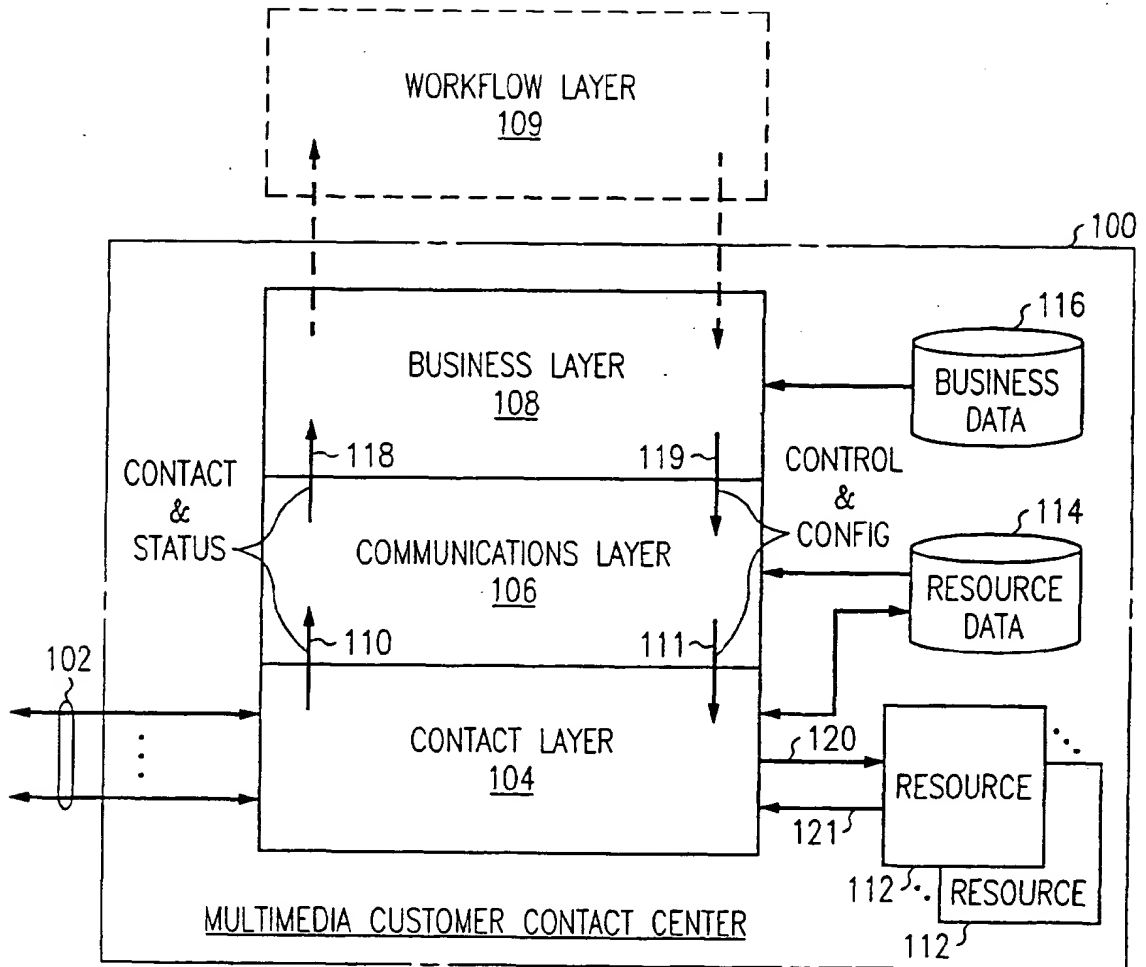 WORKFLOW LAYER
109
100
BUSINESS LAYER
108
116
BUSINESS
DATA
118
119
CONTACT
&
STATUS
CONTROL
&
CONFIG
COMMUNICATIONS LAYER
106
114
RESOURCE
DATA
110
111
102
CONTACT LAYER
104
120
121
RESOURCE
112
RESOURCE
112
MULTIMEDIA CUSTOMER CONTACT CENTER